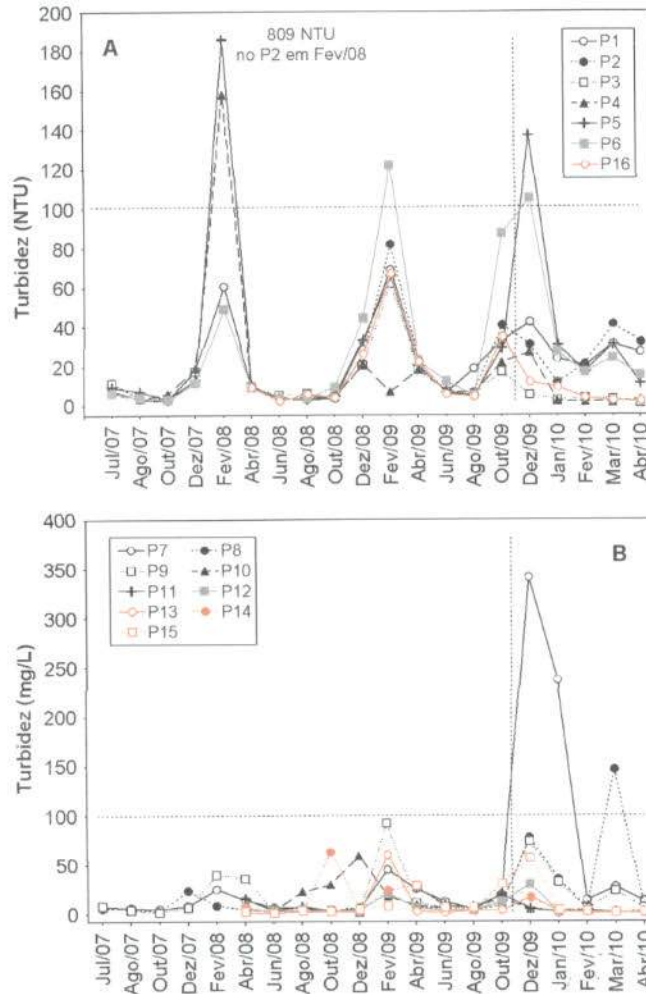 A
809 NTU
no P2 em Fev/08
P1
P2
P3
P4
P5
P6
P16
Turbidez (NTU)
200
180
160
140
120
100
80
60
40
20
0
Jul/07
Ago/07
Out/07
Dez/07
Fev/08
Abr/08
Jun/08
Ago/08
Out/08
Dez/08
Fev/09
Abr/09
Jun/09
Ago/09
Out/09
Dez/09
Jan/10
Fev/10
Mar/10
Abr/10
B
P7 P8
P9 P10
P11 P12
P13 P14
P15
Turbidez (mg/L)
400
350
300
250
200
150
100
50
0
Jul/07
Ago/07
Out/07
Dez/07
Fev/08
Abr/08
Jun/08
Ago/08
Out/08
Dez/08
Fev/09
Abr/09
Jun/09
Ago/09
Out/09
Dez/09
Jan/10
Fev/10
Mar/10
Abr/10